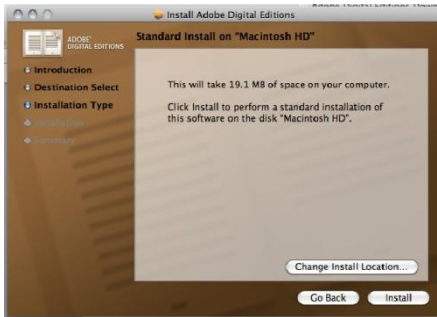 Install Adobe Digital Editions
ADOBE®
DIGITAL EDITIONS
Standard Install on "Macintosh HD"
Introduction
Destination Select
Installation Type
Installation
Summary
This will take 19.1 MB of space on your computer.
Click Install to perform a standard installation of
this software on the disk "Macintosh HD".
Change Install Location...
Go Back
Install